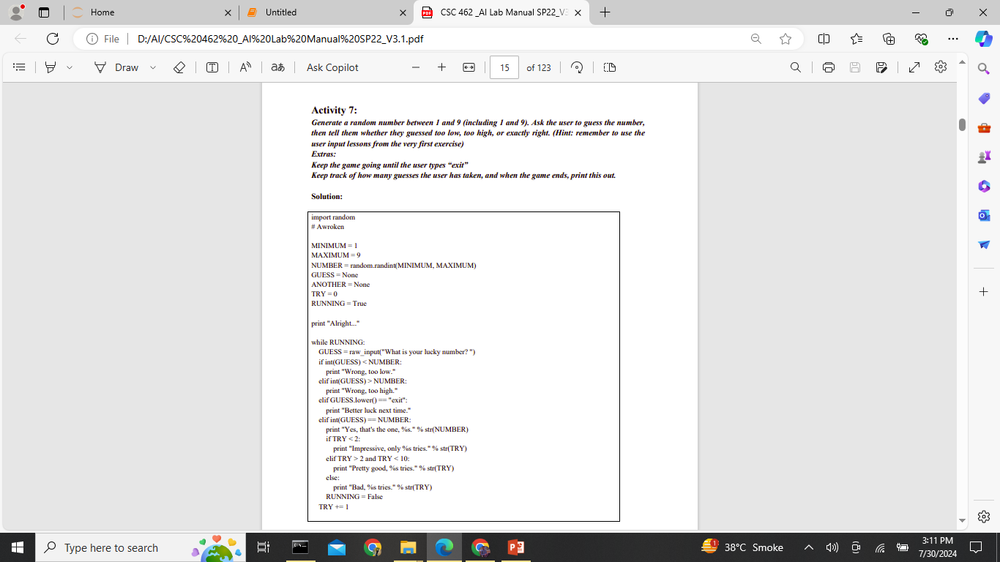 Home
Untitled
CSC 462 _AI Lab Manual SP22_V3
File
D:/AI/CSC%20462%20_AI%20Lab%20Manual%20SP22_V3.1.pdf
Draw
Ask Copilot
15 of 123
Activity 7:
Generate a random number between 1 and 9 (including 1 and 9). Ask the user to guess the number,
then tell them whether they guessed too low, too high, or exactly right. (Hint: remember to use the
user input lessons from the very first exercise)
Extras:
Keep the game going until the user types “exit”
Keep track of how many guesses the user has taken, and when the game ends, print this out.
Solution:
import random
# Awroken
MINIMUM = 1
MAXIMUM = 9
NUMBER = random.randint(MINIMUM, MAXIMUM)
GUESS = None
ANOTHER = None
TRY = 0
RUNNING = True
print "Alright..."
while RUNNING:
GUESS = raw_input("What is your lucky number? ")
if int(GUESS) < NUMBER:
print "Wrong, too low."
elif int(GUESS) > NUMBER:
print "Wrong, too high."
elif GUESS.lower() == "exit":
print "Better luck next time."
elif int(GUESS) == NUMBER:
print "Yes, that's the one, %s." % str(NUMBER)
if TRY < 2:
print "Impressive, only %s tries." % str(TRY)
elif TRY > 2 and TRY < 10:
print "Pretty good, %s tries." % str(TRY)
else:
print "Bad, %s tries." % str(TRY)
RUNNING = False
TRY += 1
Type here to search
38°C Smoke
3:11 PM
7/30/2024